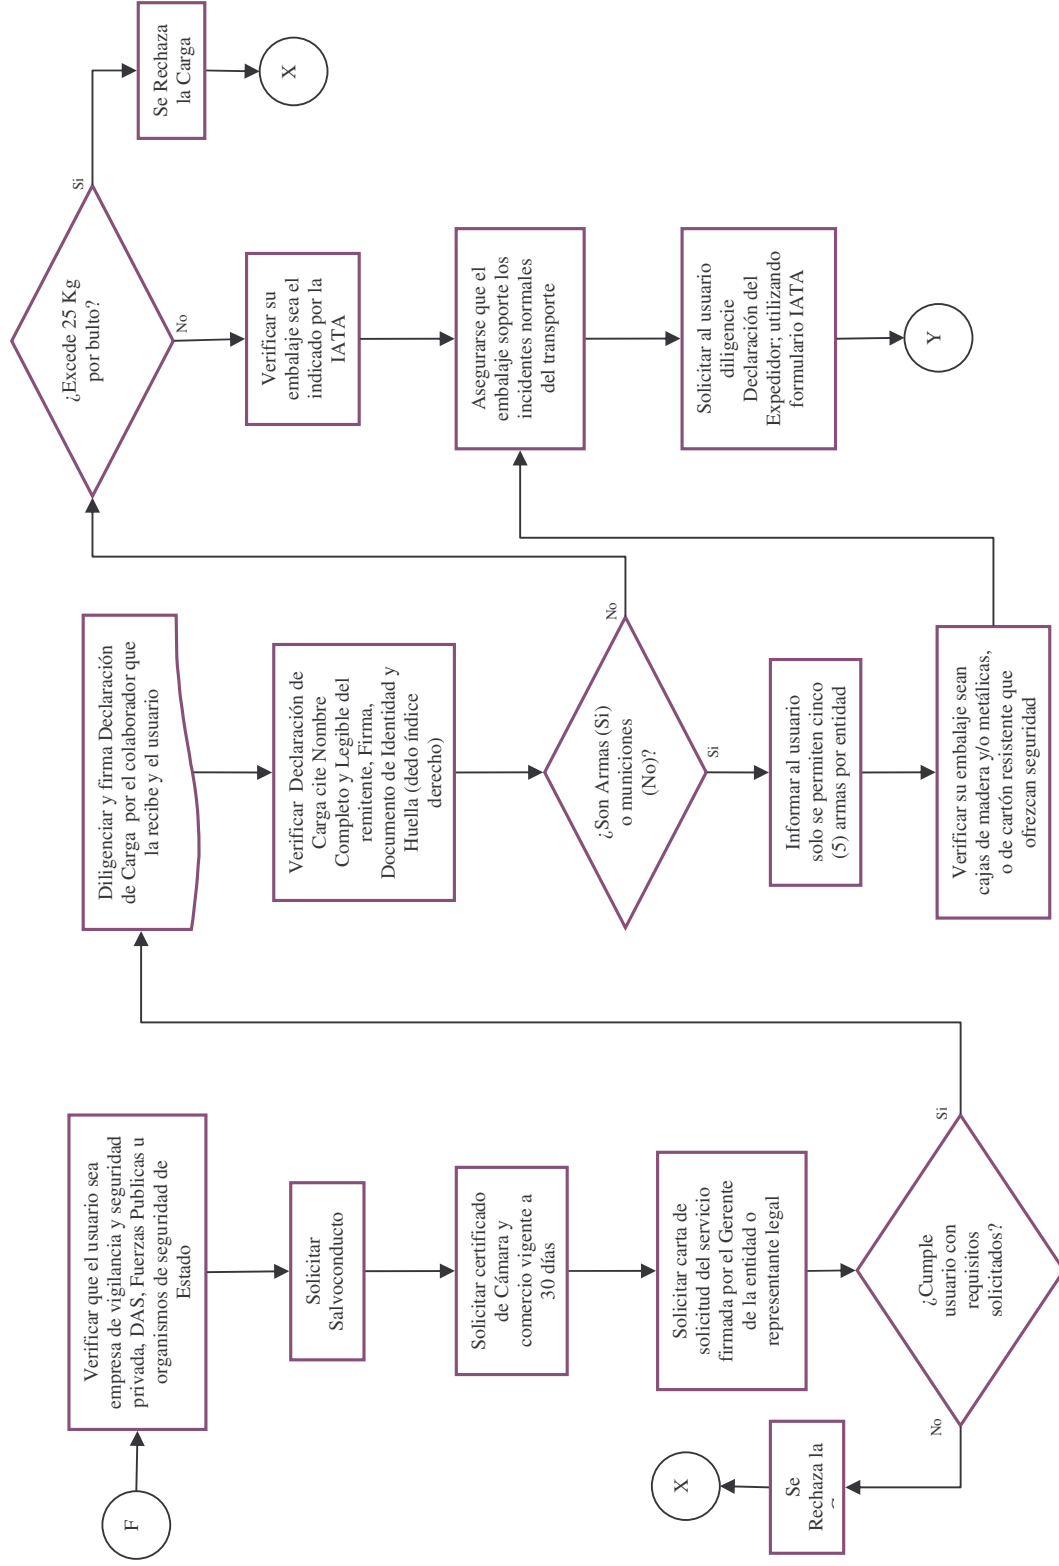 F
Verificar que el usuario sea
empresa de vigilancia y seguridad
privada, DAS, Fuerzas Publicas u
organismos de seguridad de
Estado
Solicitar
Salvoconducto
Solicitar certificado
de Cámara y
comercio vigente a
30 días
Solicitar carta de
solicitud del servicio
firmada por el Gerente
de la entidad o
representante legal
¿Cumple
usuario con
requisitos
solicitados?
No
Si
Se
Rechaza la
X
Diligenciar y firma Declaración
de Carga por el colaborador que
la recibe y el usuario
Verificar Declaración de
Carga cite Nombre
Completo y Legible del
remitente, Firma,
Documento de Identidad y
Huella (dedo índice
derecho)
¿Son Armas (Si)
o municiones
(No)?
No
Si
Informar al usuario
solo se permiten cinco
(5) armas por entidad
Verificar su embalaje sean
cajas de madera y/o metálicas,
o de cartón resistente que
ofrezcan seguridad
¿Excede 25 Kg
por bulto?
Si
No
Se Rechaza
la Carga
X
Verificar su
embalaje sea el
indicado por la
IATA
Asegurarse que el
embalaje soporte los
incidentes normales
del transporte
Solicitar al usuario
diligencie
Declaración del
Expedidor; utilizando
formulario IATA
Y